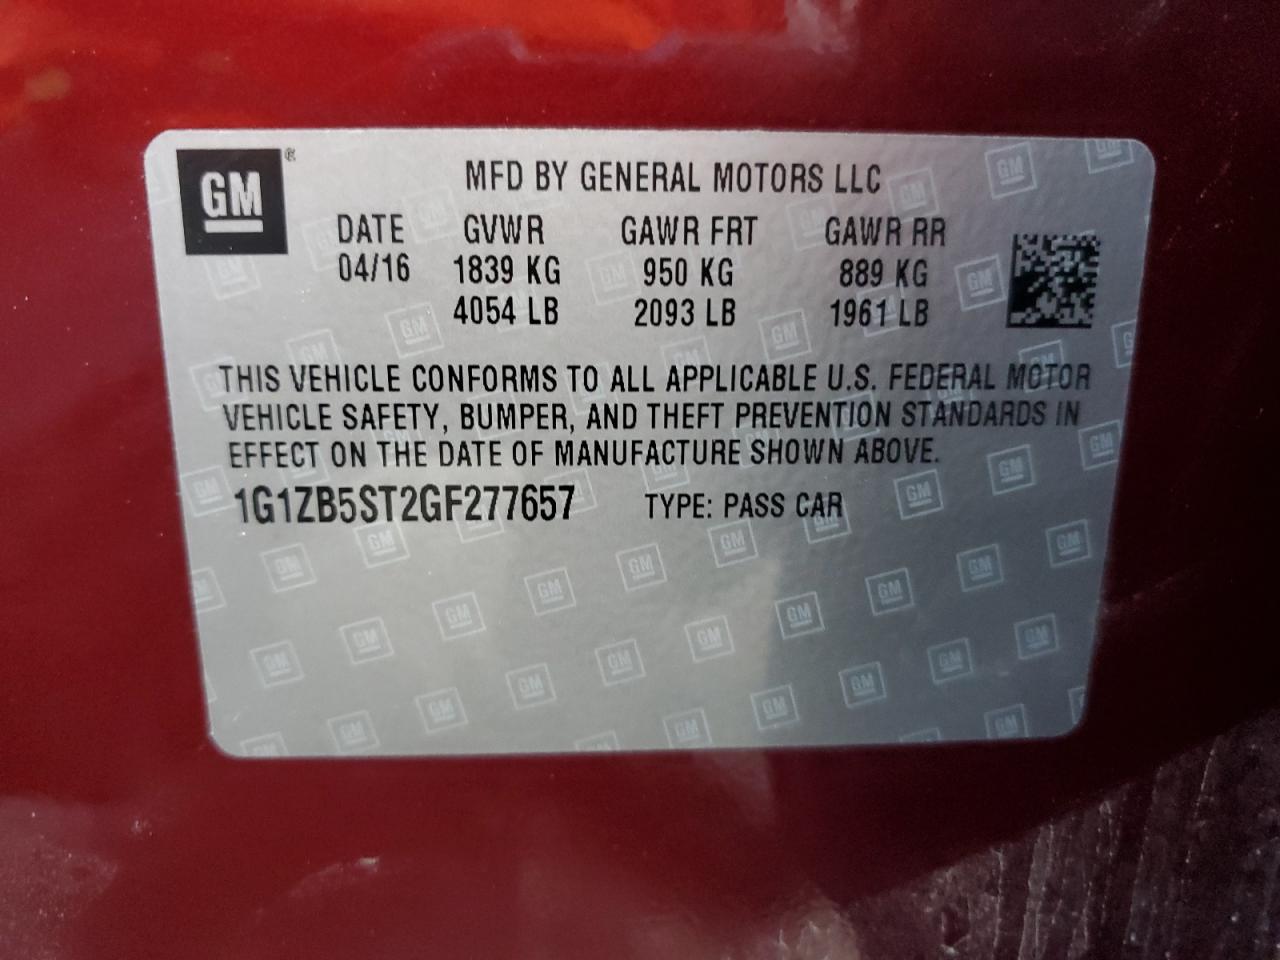 GM ®
MFD BY GENERAL MOTORS LLC
DATE GVWR GAWR FRT GAWR RR
04/16 1839 KG 950 KG 889 KG
4054 LB 2093 LB 1961 LB
THIS VEHICLE CONFORMS TO ALL APPLICABLE U.S. FEDERAL MOTOR
VEHICLE SAFETY, BUMPER, AND THEFT PREVENTION STANDARDS IN
EFFECT ON THE DATE OF MANUFACTURE SHOWN ABOVE.
1G1ZB5ST2GF277657 TYPE: PASS CAR